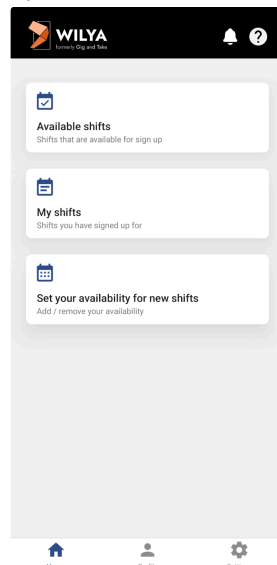 WILYA
formerly Gig and Take
Available shifts
Shifts that are available for sign up
My shifts
Shifts you have signed up for
Set your availability for new shifts
Add / remove your availability